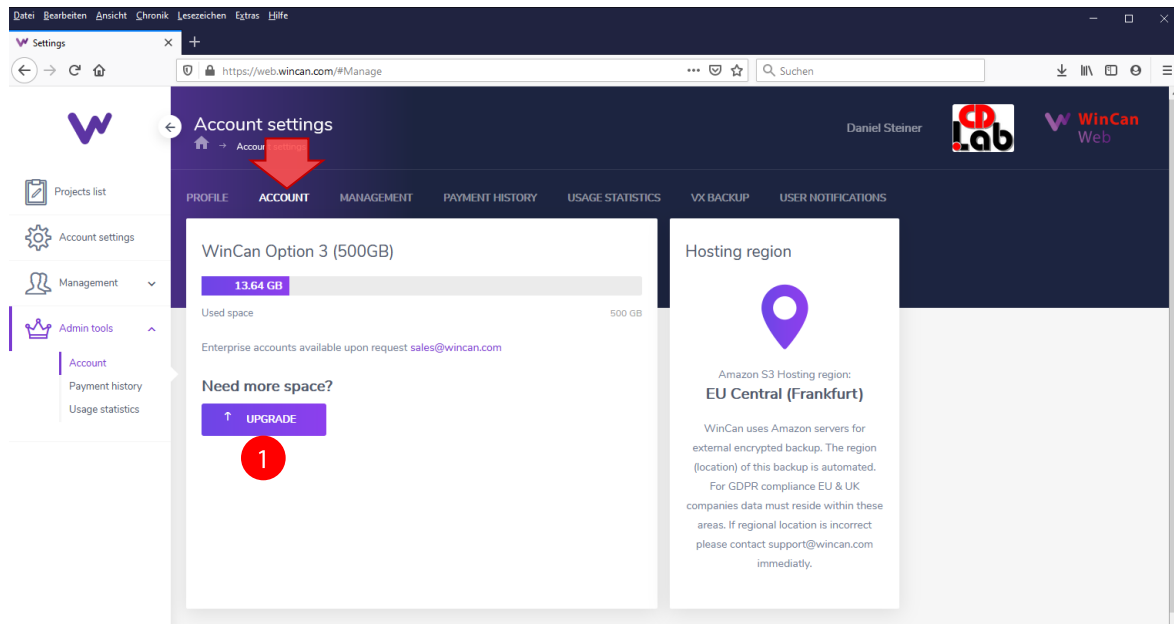 Datei Bearbeiten Ansicht Chronik Lesezeichen Extras Hilfe
Settings
https://web.wincan.com/#Manage
Suchen
Account settings
Account settings
Daniel Steiner
CD
Lab
WinCan
Web
Projects list
Account settings
Management
Admin tools
Account
Payment history
Usage statistics
PROFILE ACCOUNT MANAGEMENT PAYMENT HISTORY USAGE STATISTICS VX BACKUP USER NOTIFICATIONS
WinCan Option 3 (500GB)
13.64 GB
Used space 500 GB
Enterprise accounts available upon request sales@wincan.com
Need more space?
↑ UPGRADE
1
Hosting region
Amazon S3 Hosting region:
EU Central (Frankfurt)
WinCan uses Amazon servers for
external encrypted backup. The region
(location) of this backup is automated.
For GDPR compliance EU & UK
companies data must reside within these
areas. If regional location is incorrect
please contact support@wincan.com
immediatly.